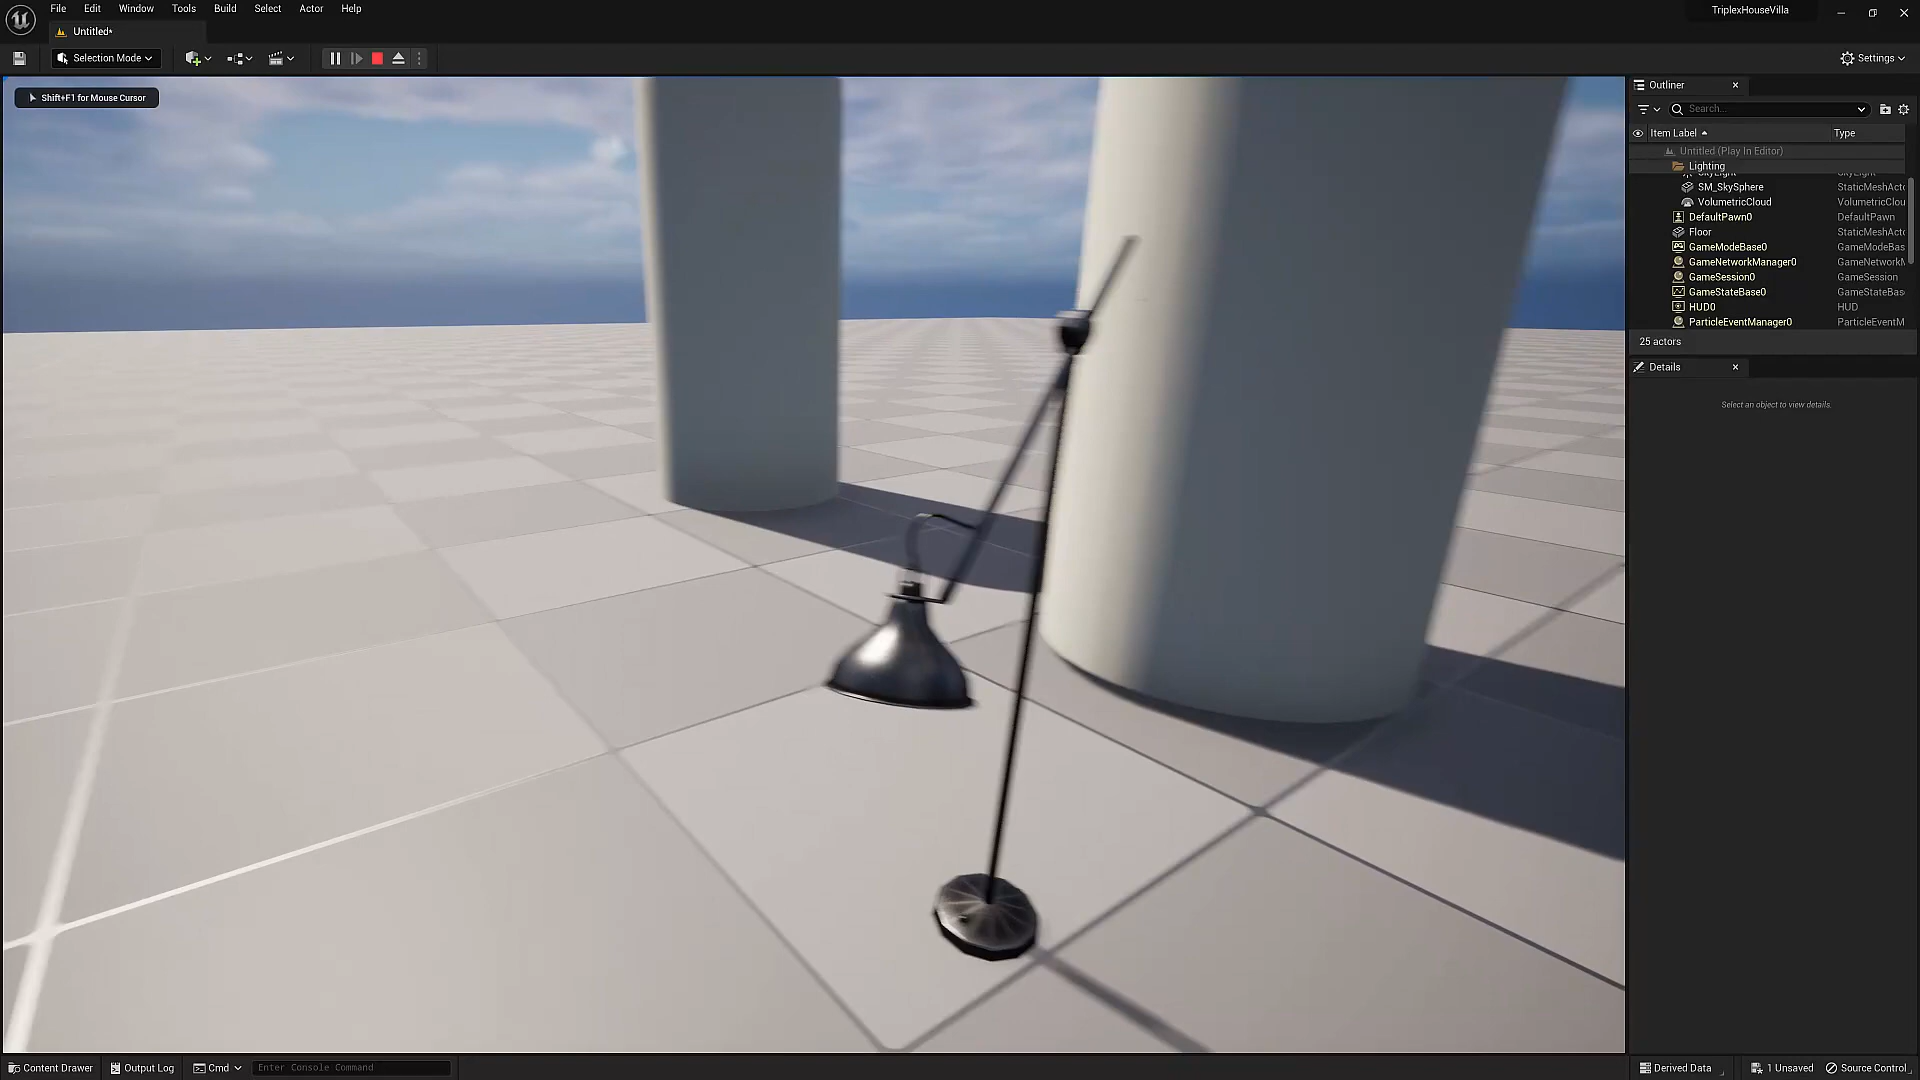 File Edit Window Tools Build Select Actor Help
TriplexHouseVilla
Untitled*
Selection Mode
Settings
Shift+F1 for Mouse Cursor
Outliner
Search...
Item Label Type
Untitled (Play In Editor)
Lighting
SkyLight SkyLight
SM_SkySphere StaticMeshActo
VolumetricCloud VolumetricClou
DefaultPawn0 DefaultPawn
Floor StaticMeshActo
GameModeBase0 GameModeBas
GameNetworkManager0 GameNetworkM
GameSession0 GameSession
GameStateBase0 GameStateBas
HUD0 HUD
ParticleEventManager0 ParticleEventM
25 actors
Details
Select an object to view details.
Content Drawer Output Log Cmd Enter Console Command Derived Data 1 Unsaved Source Control